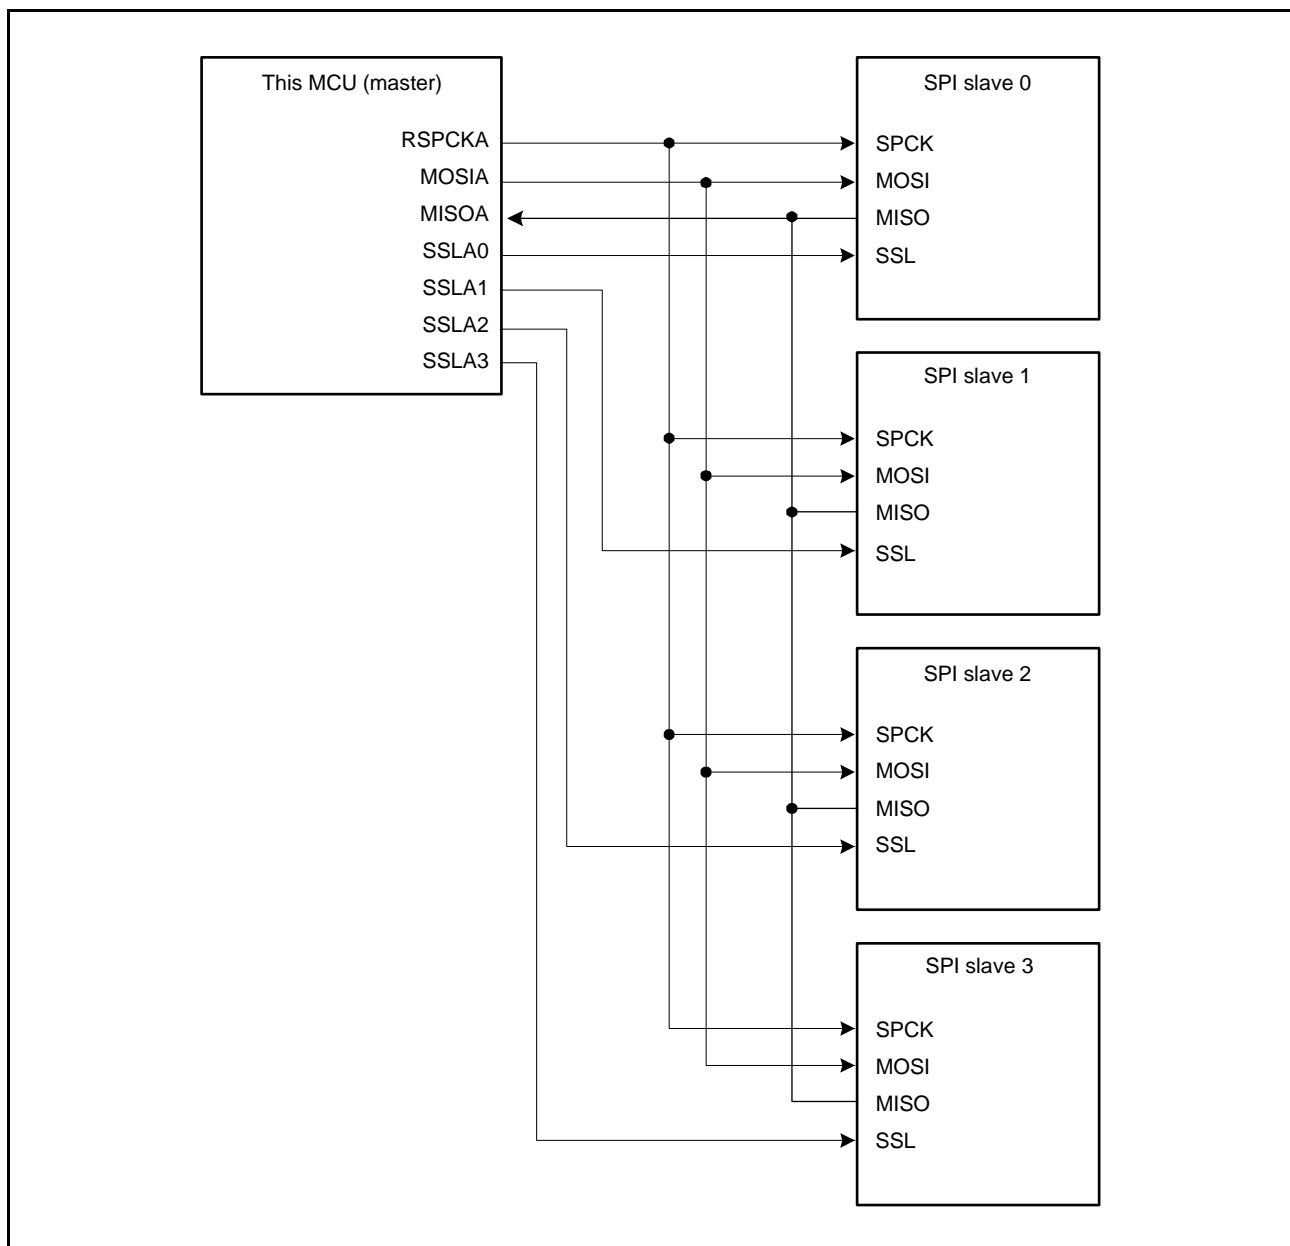 This MCU (master)
RSPCKA
MOSIA
MISOA
SSLA0
SSLA1
SSLA2
SSLA3
SPI slave 0
SPCK
MOSI
MISO
SSL
SPI slave 1
SPCK
MOSI
MISO
SSL
SPI slave 2
SPCK
MOSI
MISO
SSL
SPI slave 3
SPCK
MOSI
MISO
SSL